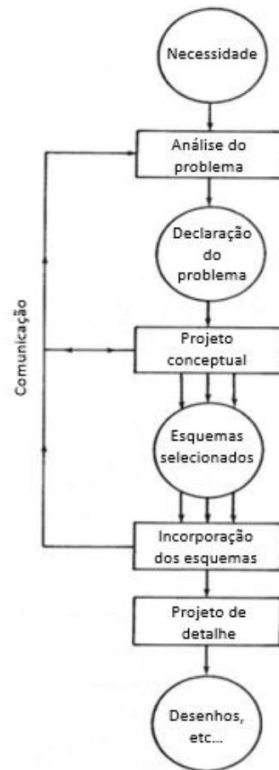 Necessidade
Análise do
problema
Declaração
do
problema
Comunicação
Projeto
conceptual
Esquemas
selecionados
Incorporação
dos esquemas
Projeto de
detalhe
Desenhos,
etc...